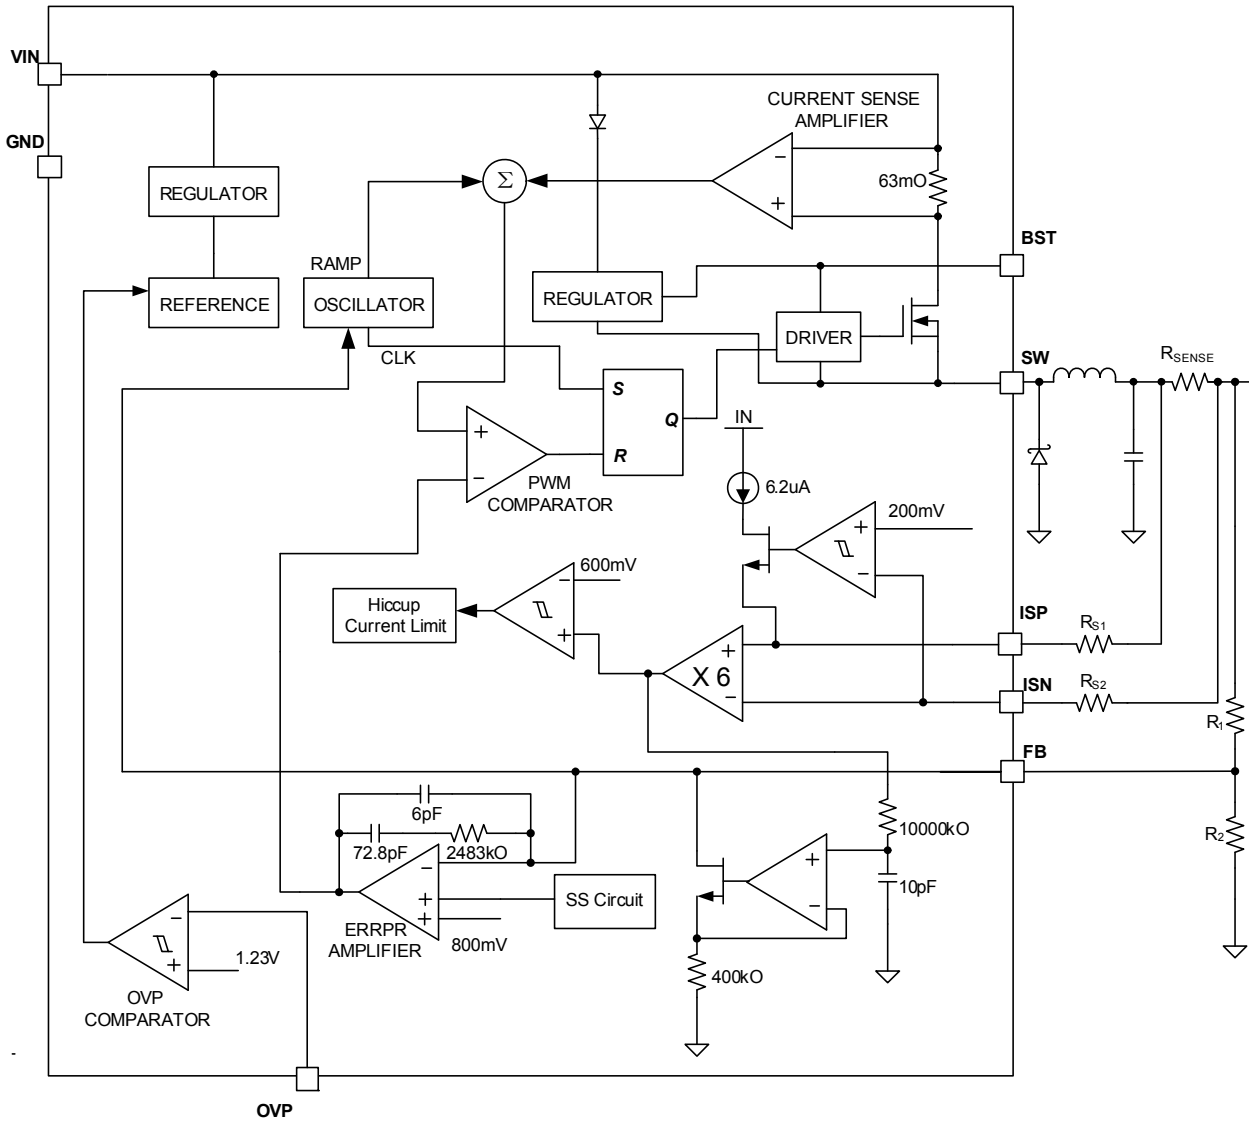 VIN
GND
CURRENT SENSE
AMPLIFIER
−
+
63mO
Σ
REGULATOR
REFERENCE
RAMP
OSCILLATOR
CLK
REGULATOR
BST
DRIVER
SW
RSENSE
S
Q
R
+
−
PWM
COMPARATOR
IN
6.2uA
200mV
+
−
600mV
−
+
Hiccup
Current Limit
ISP
RS1
+
X 6
−
ISN
RS2
R1
FB
6pF
72.8pF
2483kO
10000kO
R2
−
+
+
SS Circuit
800mV
ERRPR
AMPLIFIER
+
−
10pF
400kO
−
+
1.23V
OVP
COMPARATOR
-
OVP